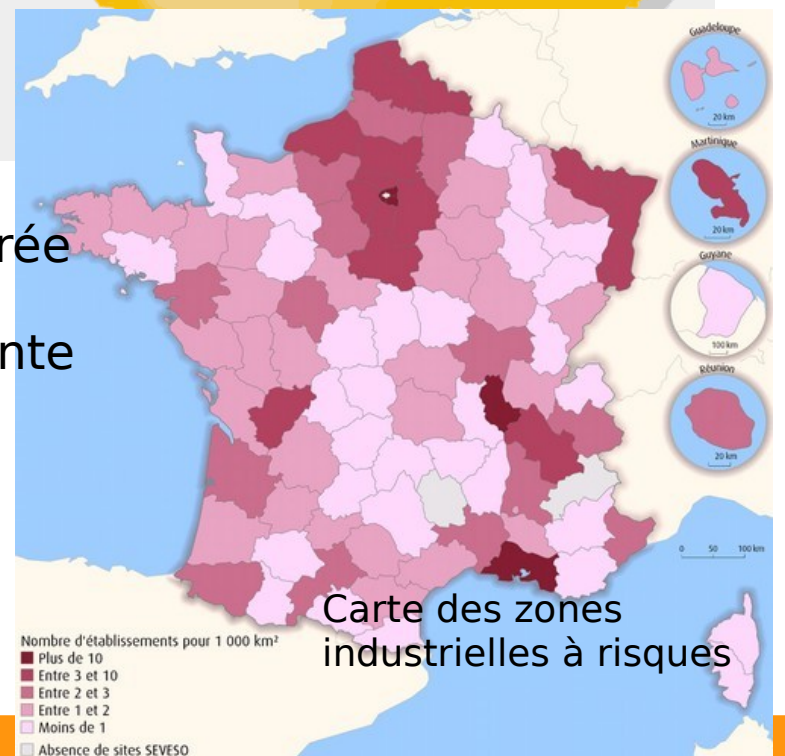 rée
nte
Guadeloupe
20 km
Martinique
20 km
Guyane
100 km
Réunion
20 km
0 50 100 km
Carte des zones
industrielles à risques
Nombre d'établissements pour 1 000 km²
Plus de 10
Entre 3 et 10
Entre 2 et 3
Entre 1 et 2
Moins de 1
Absence de sites SEVESO